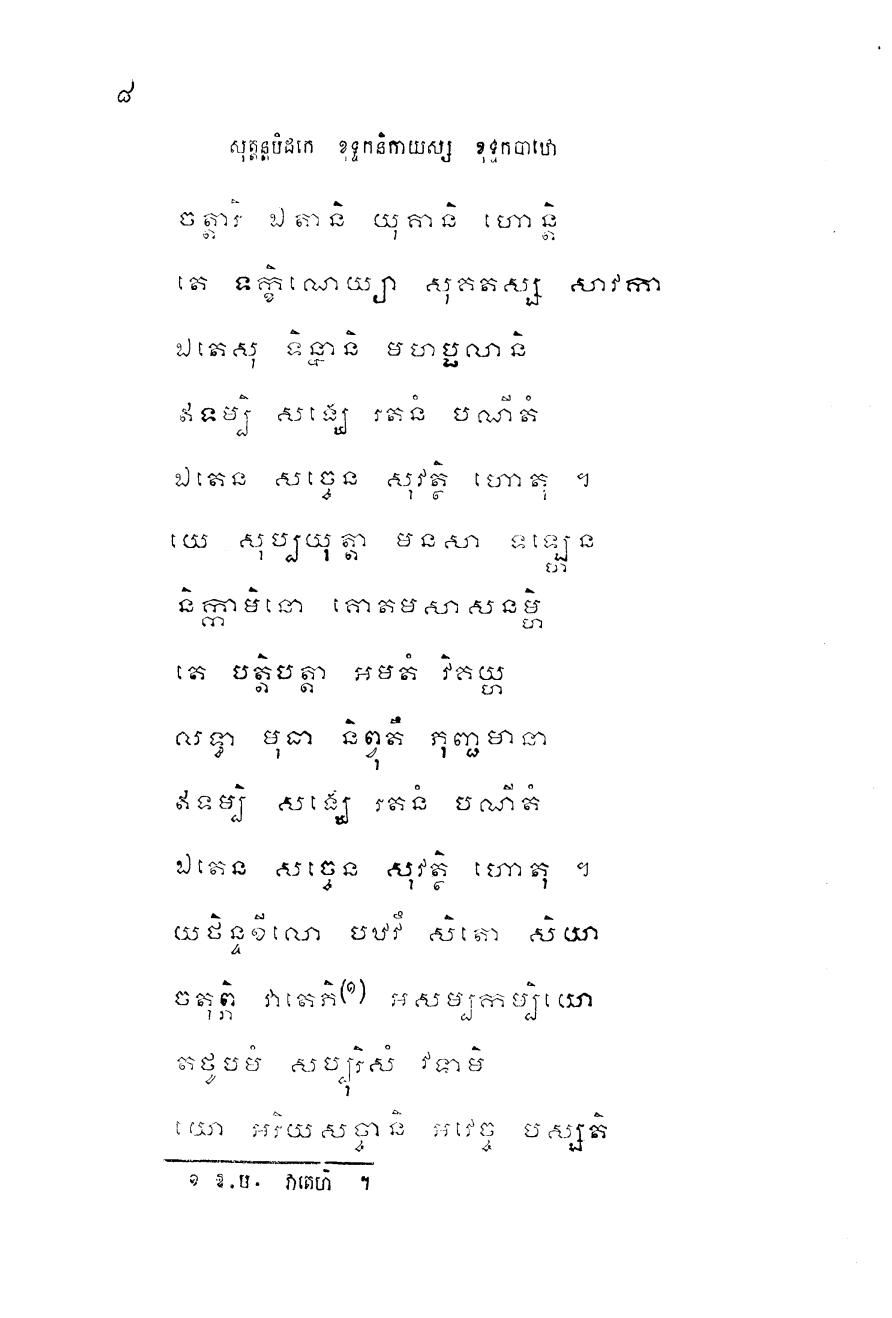 ៨
សុត្តន្តបិដកេ ខុទ្ទកនិកាយស្ស ខុទ្ទកបាឋោ
ចត្តារិ ឯតានិ យុគានិ ហោន្តិ
តេ ទក្ខិណេយ្យា សុគតស្ស សាវកា
ឯតេសុ ទិន្នានិ មហប្ផលានិ
ឥទម្បិ សង្ឃេ រតនំ បណីតំ
ឯតេន សច្ចេន សុវត្ថិ ហោតុ ។
យេ សុប្បយុត្តា មនសា ទឡ្ហេន
និក្កាមិនោ គោតមសាសនម្ហិ
តេ បត្តិបត្តា អមតំ វិគយ្ហ
លទ្ធា មុធា និព្វុតឹ ភុញ្ជមានា
ឥទម្បិ សង្ឃេ រតនំ បណីតំ
ឯតេន សច្ចេន សុវត្ថិ ហោតុ ។
យថិន្ទខីលោ បឋវឹ សិតោ សិយា
ចតុព្ភិ វាតេភិ(១) អសម្បកម្បិយោ
តថូបមំ សប្បុរិសំ វទាមិ
យោ អរិយសច្ចានិ អវេច្ច បស្សតិ
១ ឱ.ម. វាតេហិ ។